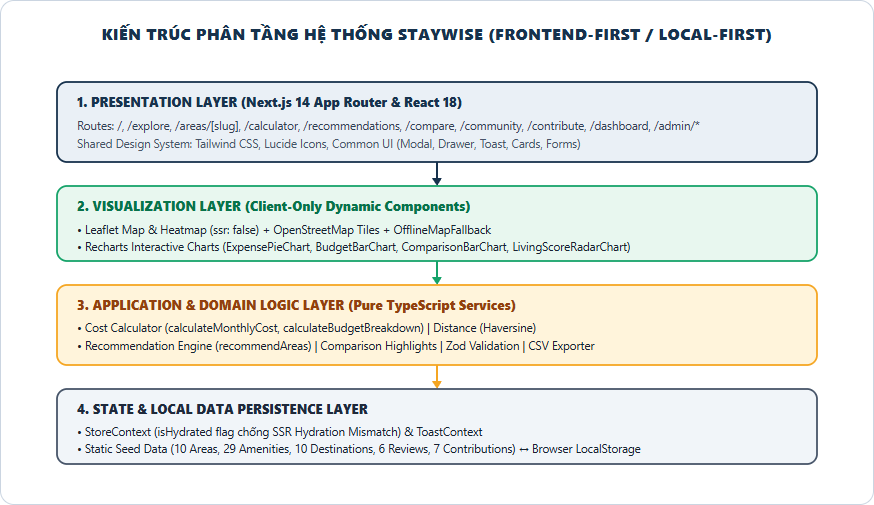 KIẾN TRÚC PHÂN TẦNG HỆ THỐNG STAYWISE (FRONTEND-FIRST / LOCAL-FIRST)
1. PRESENTATION LAYER (Next.js 14 App Router & React 18)
Routes: /, /explore, /areas/[slug], /calculator, /recommendations, /compare, /community, /contribute, /dashboard, /admin/*
Shared Design System: Tailwind CSS, Lucide Icons, Common UI (Modal, Drawer, Toast, Cards, Forms)
2. VISUALIZATION LAYER (Client-Only Dynamic Components)
• Leaflet Map & Heatmap (ssr: false) + OpenStreetMap Tiles + OfflineMapFallback
• Recharts Interactive Charts (ExpensePieChart, BudgetBarChart, ComparisonBarChart, LivingScoreRadarChart)
3. APPLICATION & DOMAIN LOGIC LAYER (Pure TypeScript Services)
• Cost Calculator (calculateMonthlyCost, calculateBudgetBreakdown) | Distance (Haversine)
• Recommendation Engine (recommendAreas) | Comparison Highlights | Zod Validation | CSV Exporter
4. STATE & LOCAL DATA PERSISTENCE LAYER
• StoreContext (isHydrated flag chống SSR Hydration Mismatch) & ToastContext
• Static Seed Data (10 Areas, 29 Amenities, 10 Destinations, 6 Reviews, 7 Contributions) ↔ Browser LocalStorage